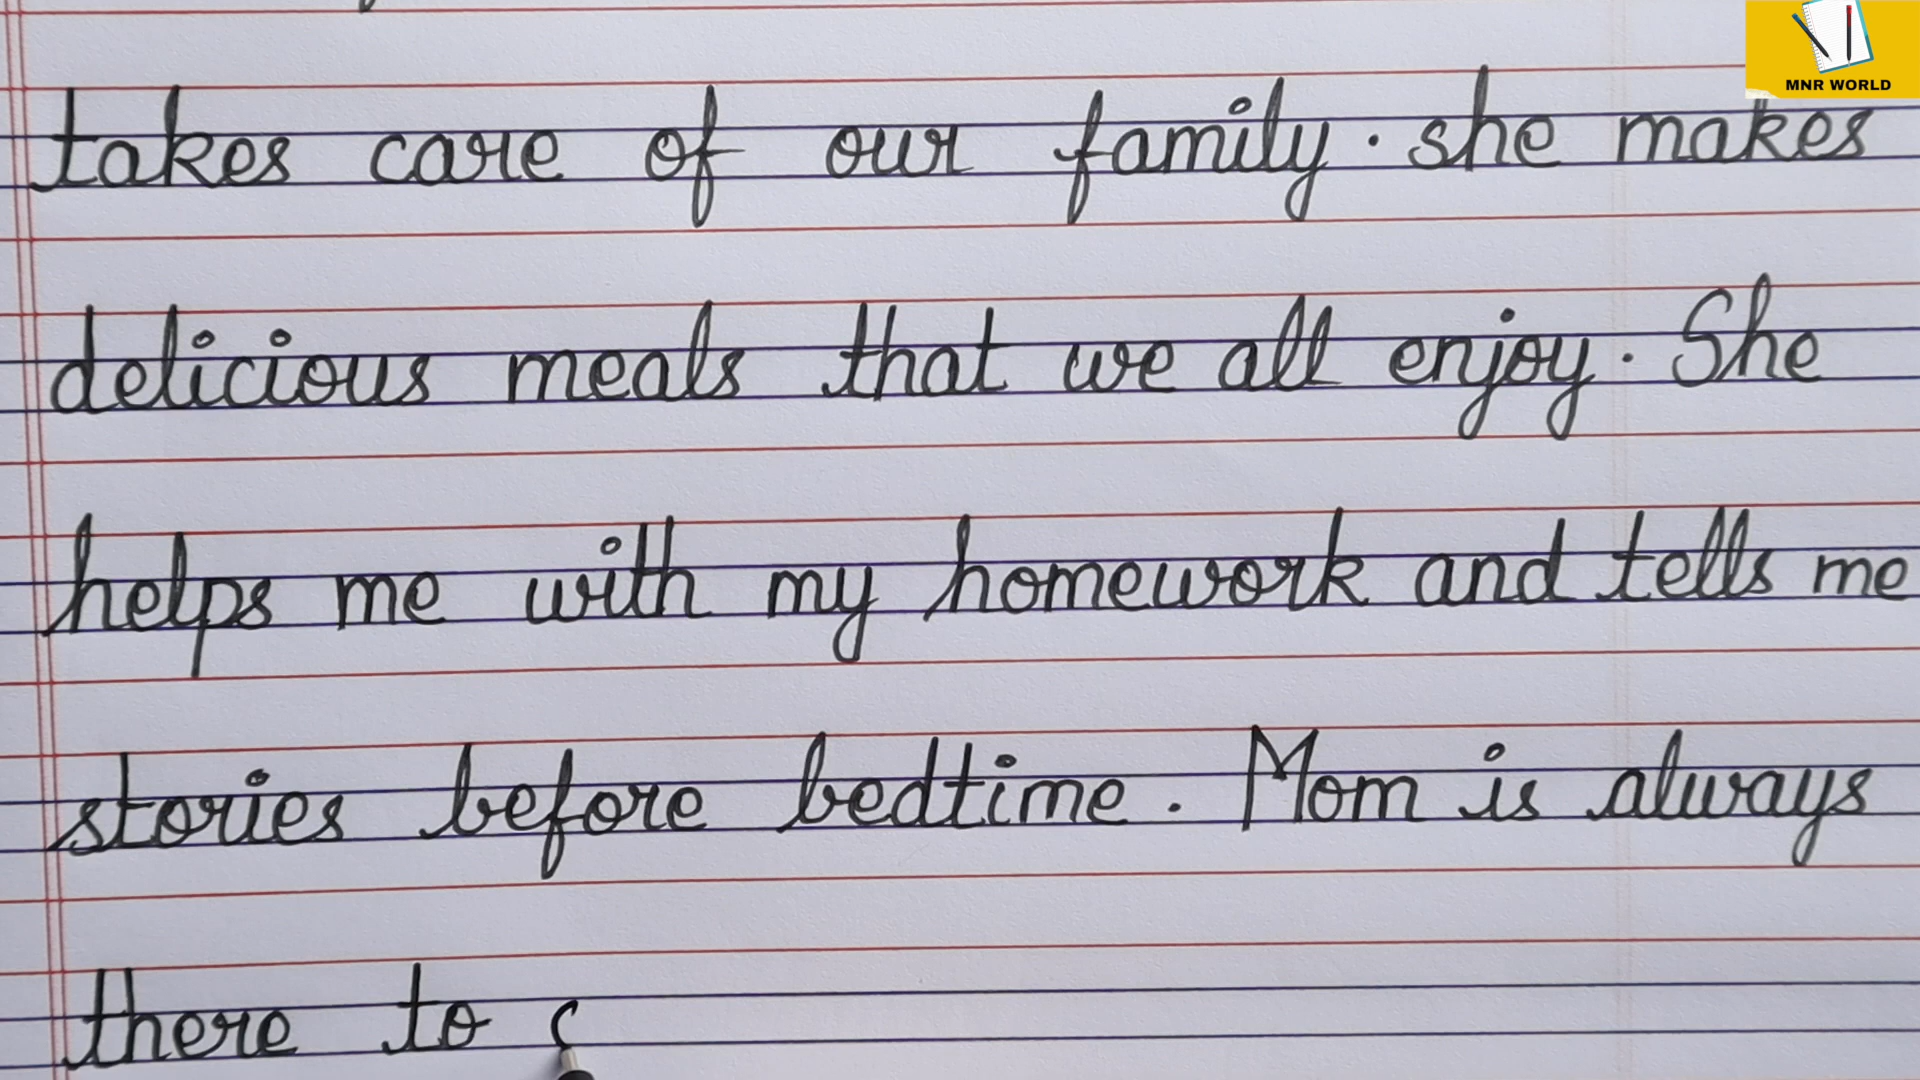 MNR WORLD
takes care of our family. she makes
delicious meals that we all enjoy. She
helps me with my homework and tells me
stories before bedtime. Mom is always
there to